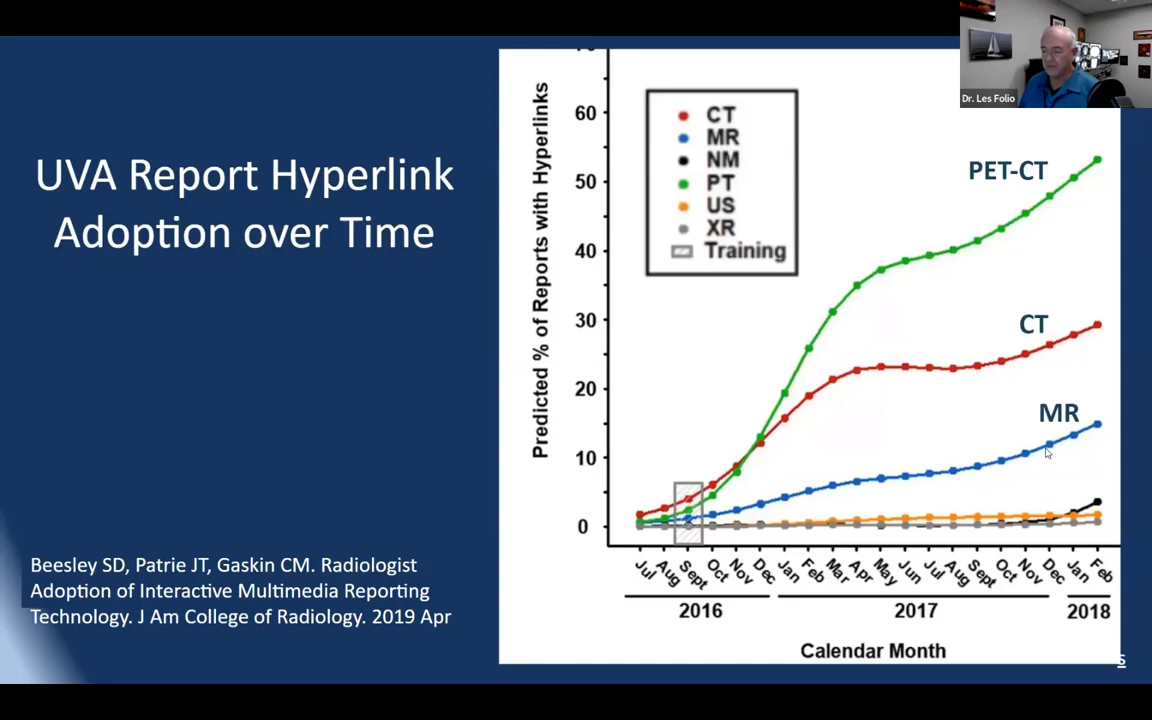 Dr. Les Folio
UVA Report Hyperlink
Adoption over Time
Beesley SD, Patrie JT, Gaskin CM. Radiologist
Adoption of Interactive Multimedia Reporting
Technology. J Am College of Radiology. 2019 Apr
Predicted % of Reports with Hyperlinks
60
50
40
30
20
10
0
CT
MR
NM
PT
US
XR
Training
PET-CT
CT
MR
Jul Aug Sept Oct Nov Dec Jan Feb Mar Apr May Jun Jul Aug Sept Oct Nov Dec Jan Feb
2016 2017 2018
Calendar Month